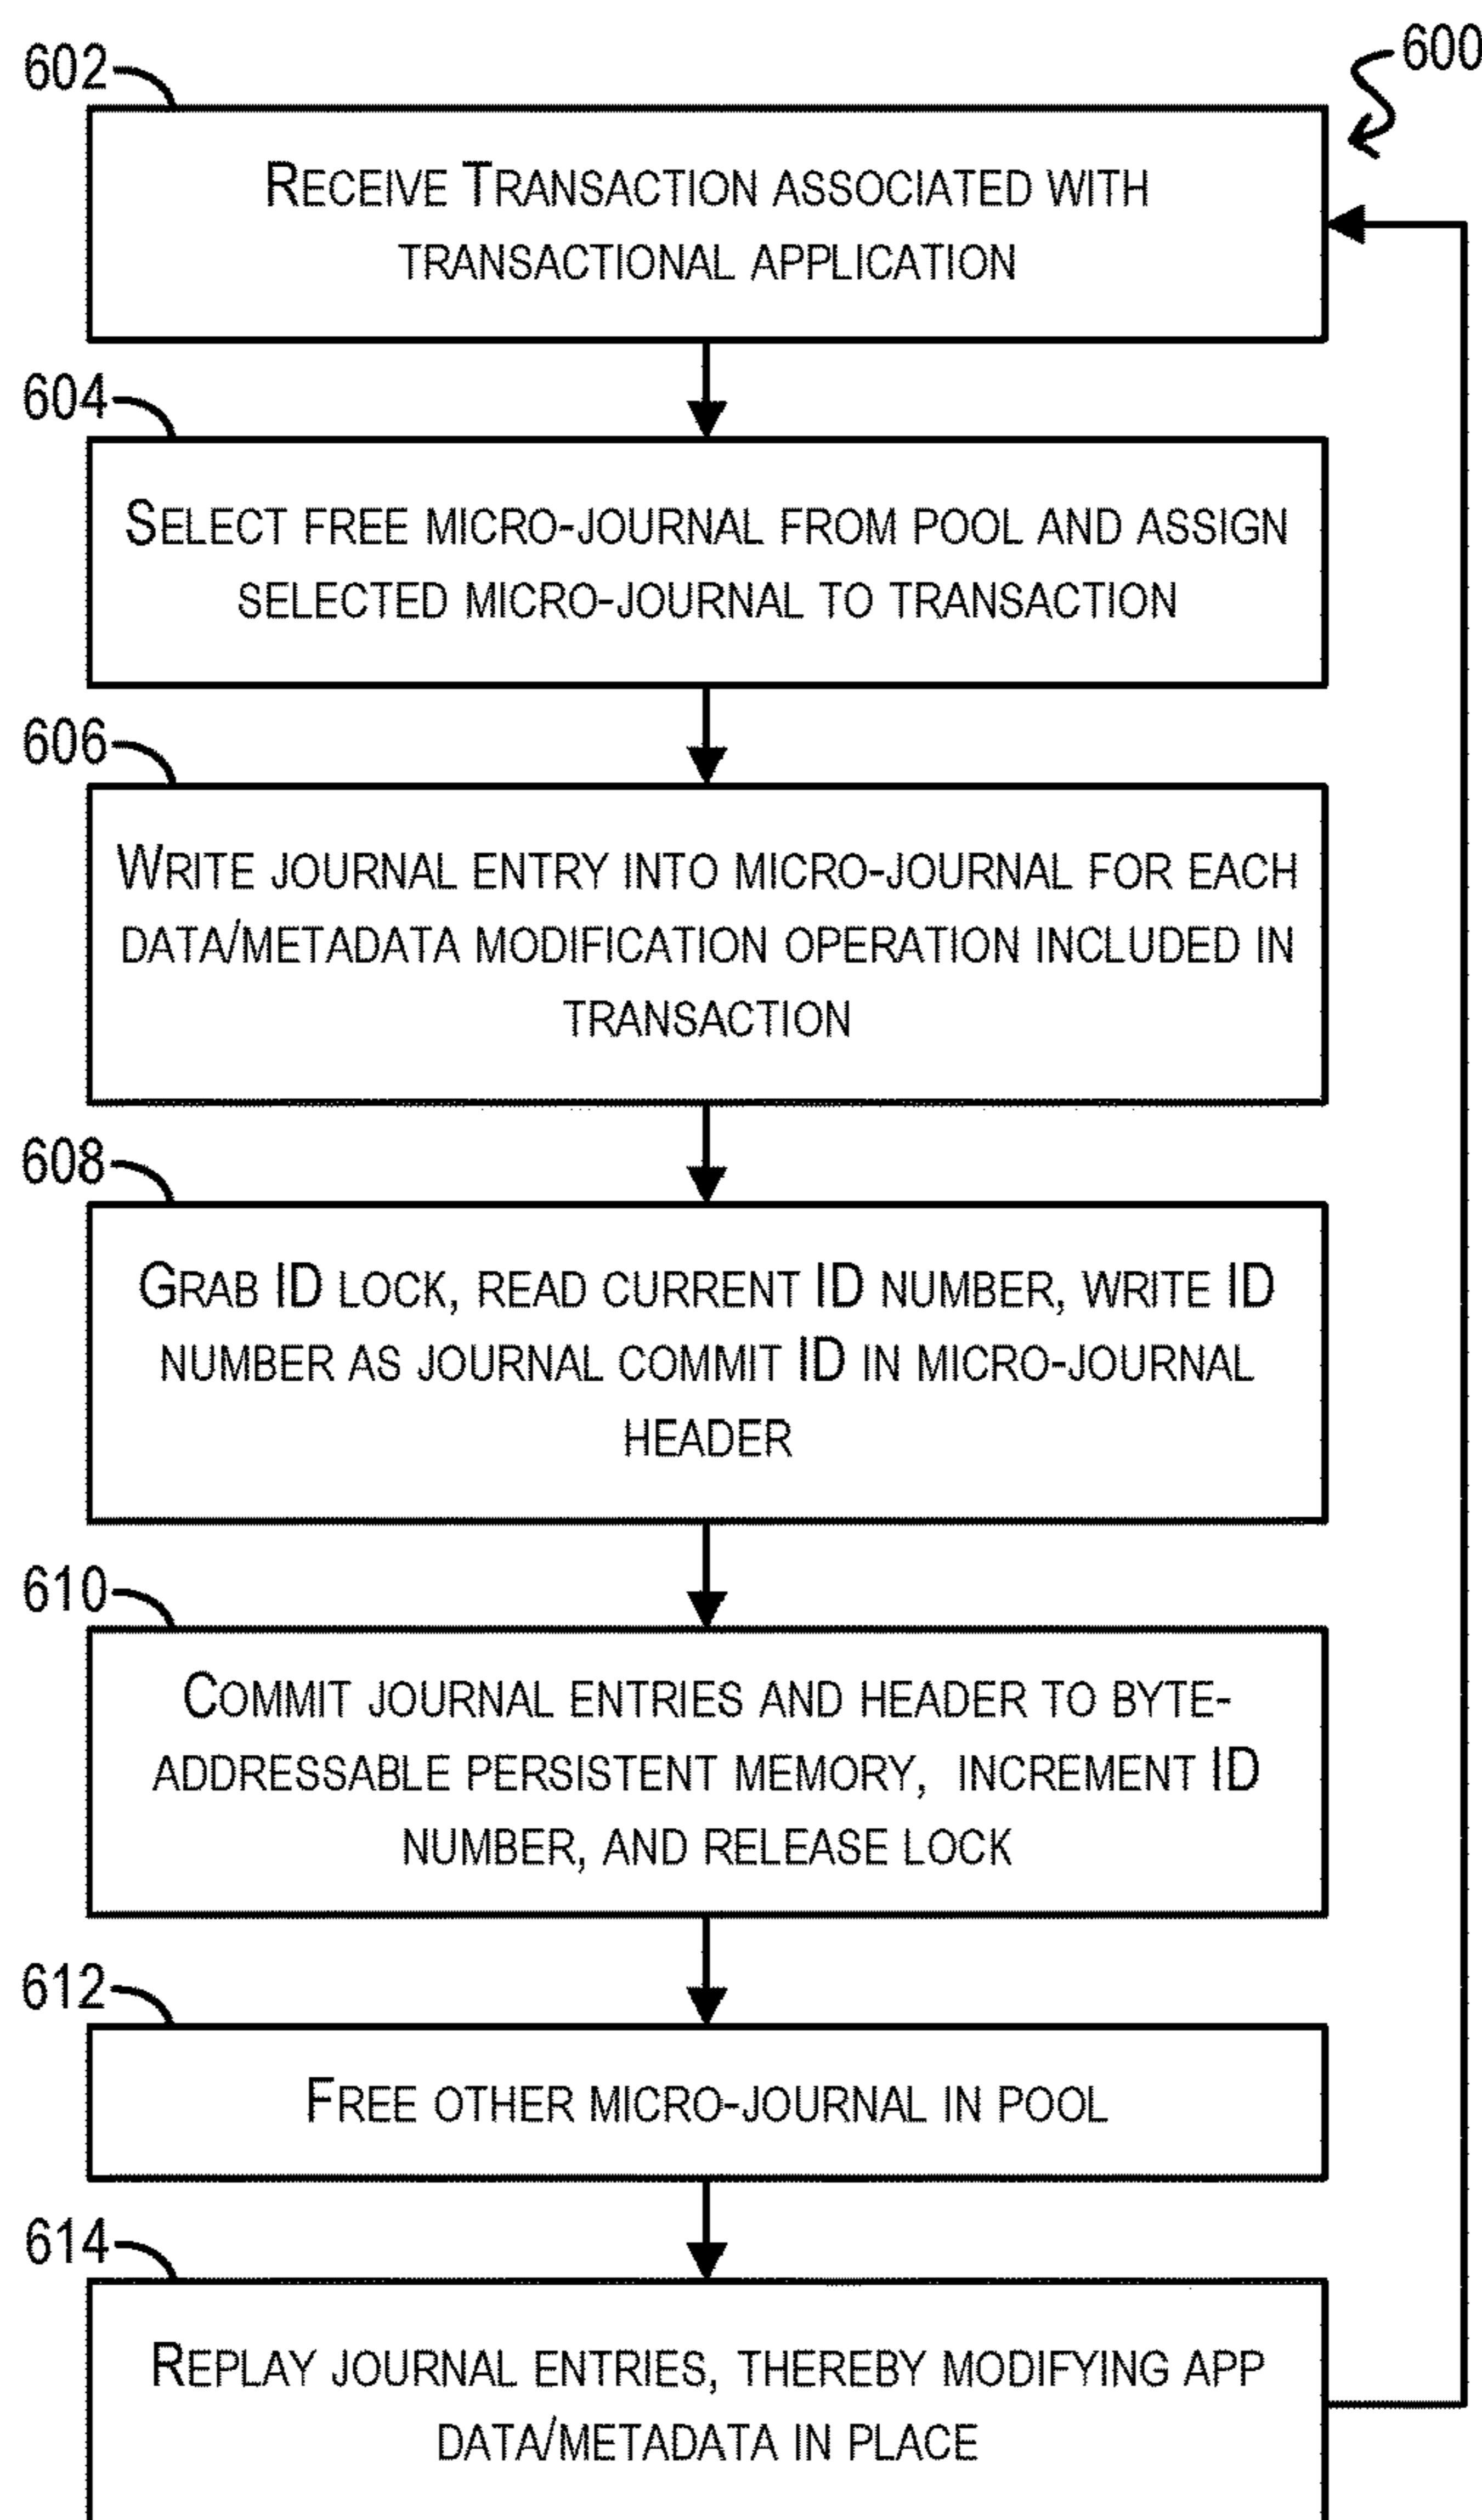 600
602
RECEIVE TRANSACTION ASSOCIATED WITH
TRANSACTIONAL APPLICATION
604
SELECT FREE MICRO-JOURNAL FROM POOL AND ASSIGN
SELECTED MICRO-JOURNAL TO TRANSACTION
606
WRITE JOURNAL ENTRY INTO MICRO-JOURNAL FOR EACH
DATA/METADATA MODIFICATION OPERATION INCLUDED IN
TRANSACTION
608
GRAB ID LOCK, READ CURRENT ID NUMBER, WRITE ID
NUMBER AS JOURNAL COMMIT ID IN MICRO-JOURNAL
HEADER
610
COMMIT JOURNAL ENTRIES AND HEADER TO BYTE-
ADDRESSABLE PERSISTENT MEMORY, INCREMENT ID
NUMBER, AND RELEASE LOCK
612
FREE OTHER MICRO-JOURNAL IN POOL
614
REPLAY JOURNAL ENTRIES, THEREBY MODIFYING APP
DATA/METADATA IN PLACE